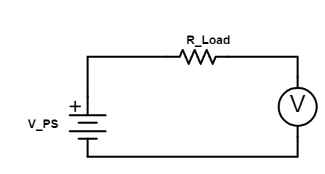 R_Load
V
+
V_PS